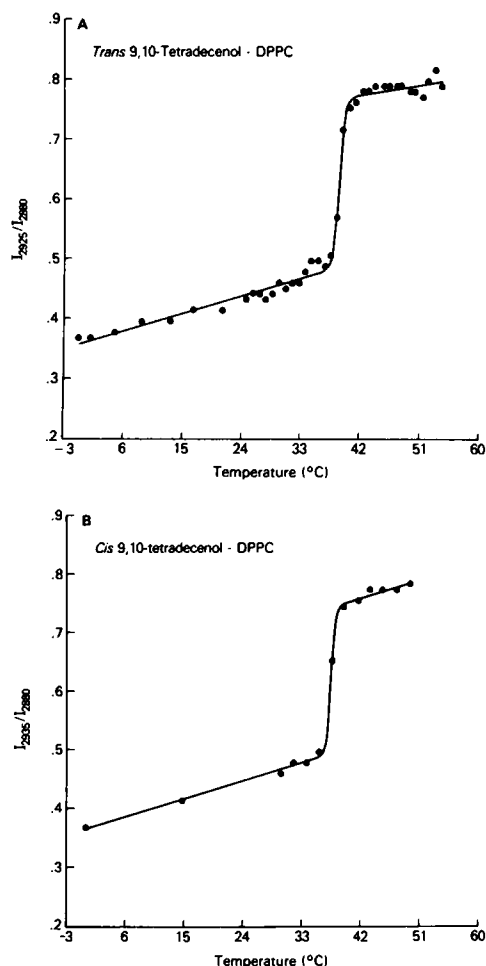 A
Trans 9,10-Tetradecenol - DPPC
.9
.8
.7
.6
.5
.4
.3
.2
I2925/I2880
-3 6 15 24 33 42 51 60
Temperature (°C)
B
Cis 9,10-tetradecenol - DPPC
.9
.8
.7
.6
.5
.4
.3
.2
I2935/I2880
-3 6 15 24 33 42 51 60
Temperature (°C)